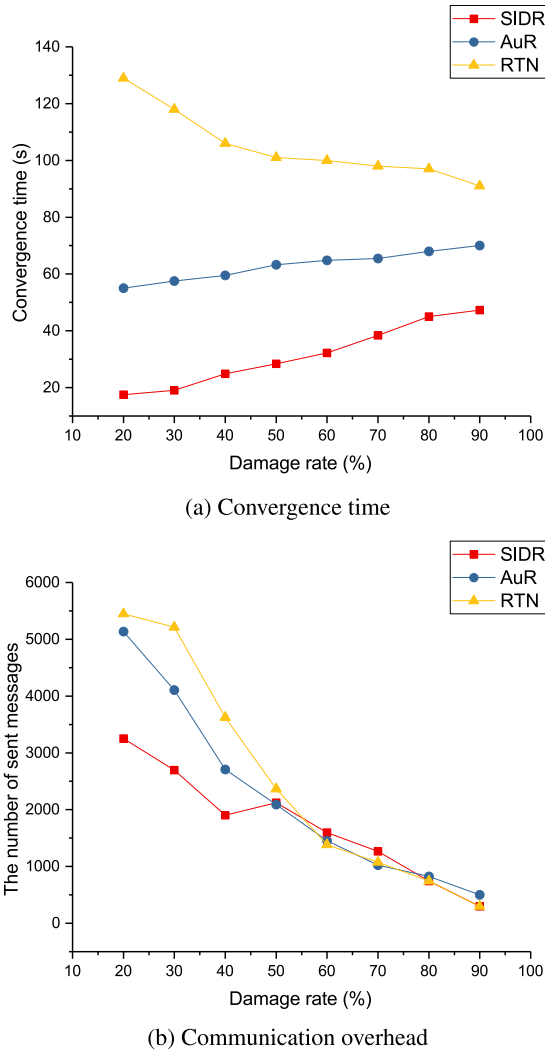 SIDR
AuR
RTN
140
120
100
80
60
40
20
Convergence time (s)
10 20 30 40 50 60 70 80 90 100
Damage rate (%)
(a) Convergence time
SIDR
AuR
RTN
6000
5000
4000
3000
2000
1000
0
The number of sent messages
10 20 30 40 50 60 70 80 90 100
Damage rate (%)
(b) Communication overhead